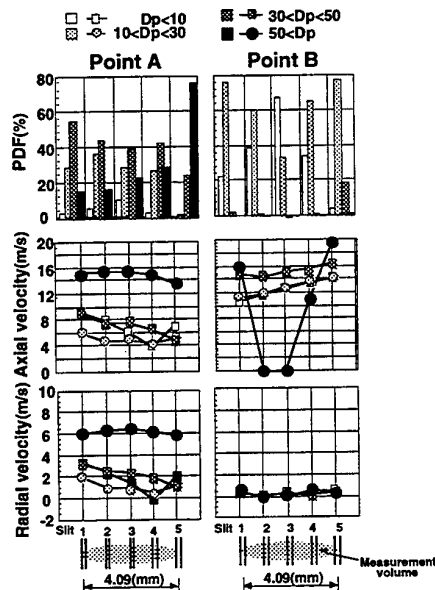 Dp<10
10<Dp<30
30<Dp<50
50<Dp
Point A
Point B
PDF(%)
80
60
40
20
0
Axial velocity(m/s)
20
16
12
8
4
0
Radial velocity(m/s)
10
8
6
4
2
0
-2
Slit 1 2 3 4 5
Slit 1 2 3 4 5
Measurement
volume
4.09(mm)
4.09(mm)